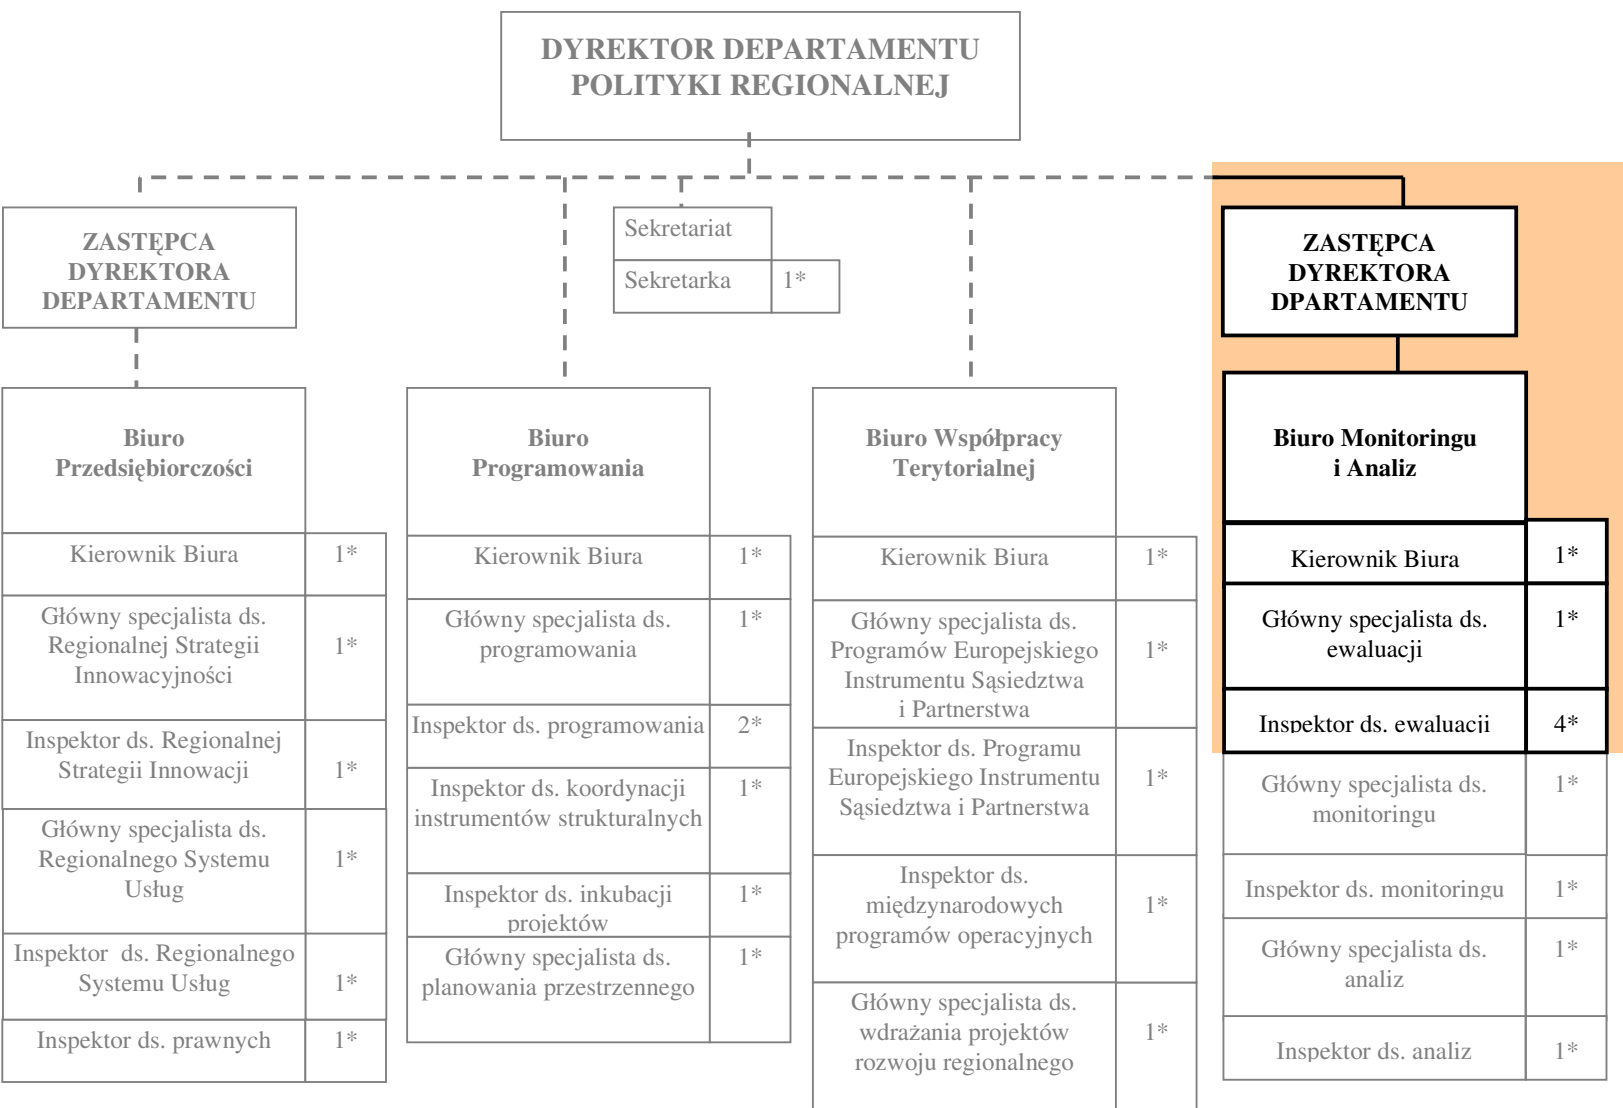 DYREKTOR DEPARTAMENTU
POLITYKI REGIONALNEJ
ZASTĘPCA
DYREKTORA
DEPARTAMENTU
Sekretariat
Sekretarka 1*
ZASTĘPCA
DYREKTORA
DPARTAMENTU
Biuro
Przedsiębiorczości
Kierownik Biura 1*
Główny specjalista ds.
Regionalnej Strategii 1*
Innowacyjności
Inspektor ds. Regionalnej
Strategii Innowacji 1*
Główny specjalista ds.
Regionalnego Systemu 1*
Usług
Inspektor ds. Regionalnego
Systemu Usług 1*
Inspektor ds. prawnych 1*
Biuro
Programowania
Kierownik Biura 1*
Główny specjalista ds. 1*
programowania
Inspektor ds. programowania 2*
Inspektor ds. koordynacji 1*
instrumentów strukturalnych
Inspektor ds. inkubacji 1*
projektów
Główny specjalista ds. 1*
planowania przestrzennego
Biuro Współpracy
Terytorialnej
Kierownik Biura 1*
Główny specjalista ds.
Programów Europejskiego 1*
Instrumentu Sąsiedztwa
i Partnerstwa
Inspektor ds. Programu
Europejskiego Instrumentu 1*
Sąsiedztwa i Partnerstwa
Inspektor ds.
międzynarodowych 1*
programów operacyjnych
Główny specjalista ds.
wdrażania projektów 1*
rozwoju regionalnego
Biuro Monitoringu
i Analiz
Kierownik Biura 1*
Główny specjalista ds. 1*
ewaluacji
Inspektor ds. ewaluacji 4*
Główny specjalista ds. 1*
monitoringu
Inspektor ds. monitoringu 1*
Główny specjalista ds. 1*
analiz
Inspektor ds. analiz 1*